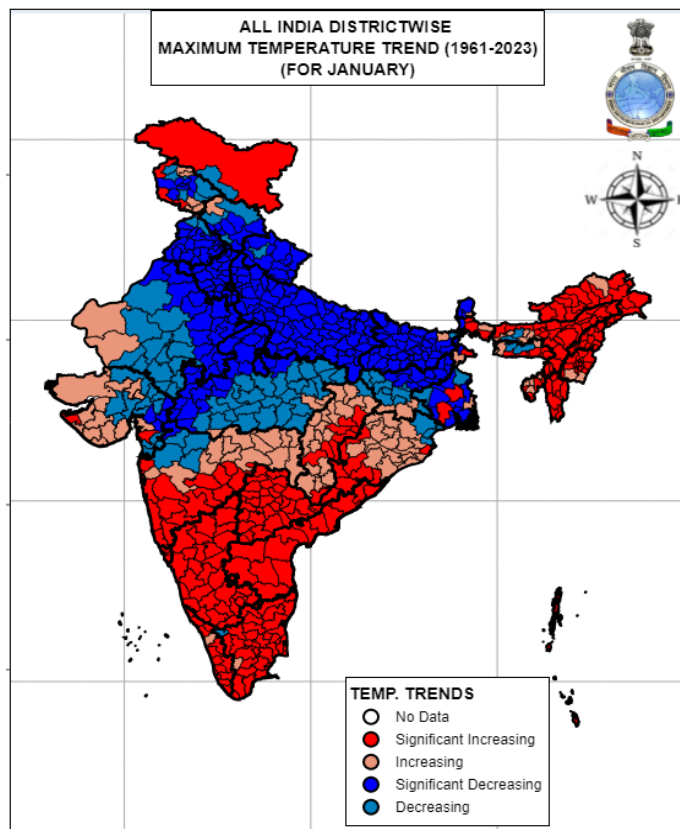 ALL INDIA DISTRICTWISE
MAXIMUM TEMPERATURE TREND (1961-2023)
(FOR JANUARY)
N
W
E
S
TEMP. TRENDS
No Data
Significant Increasing
Increasing
Significant Decreasing
Decreasing